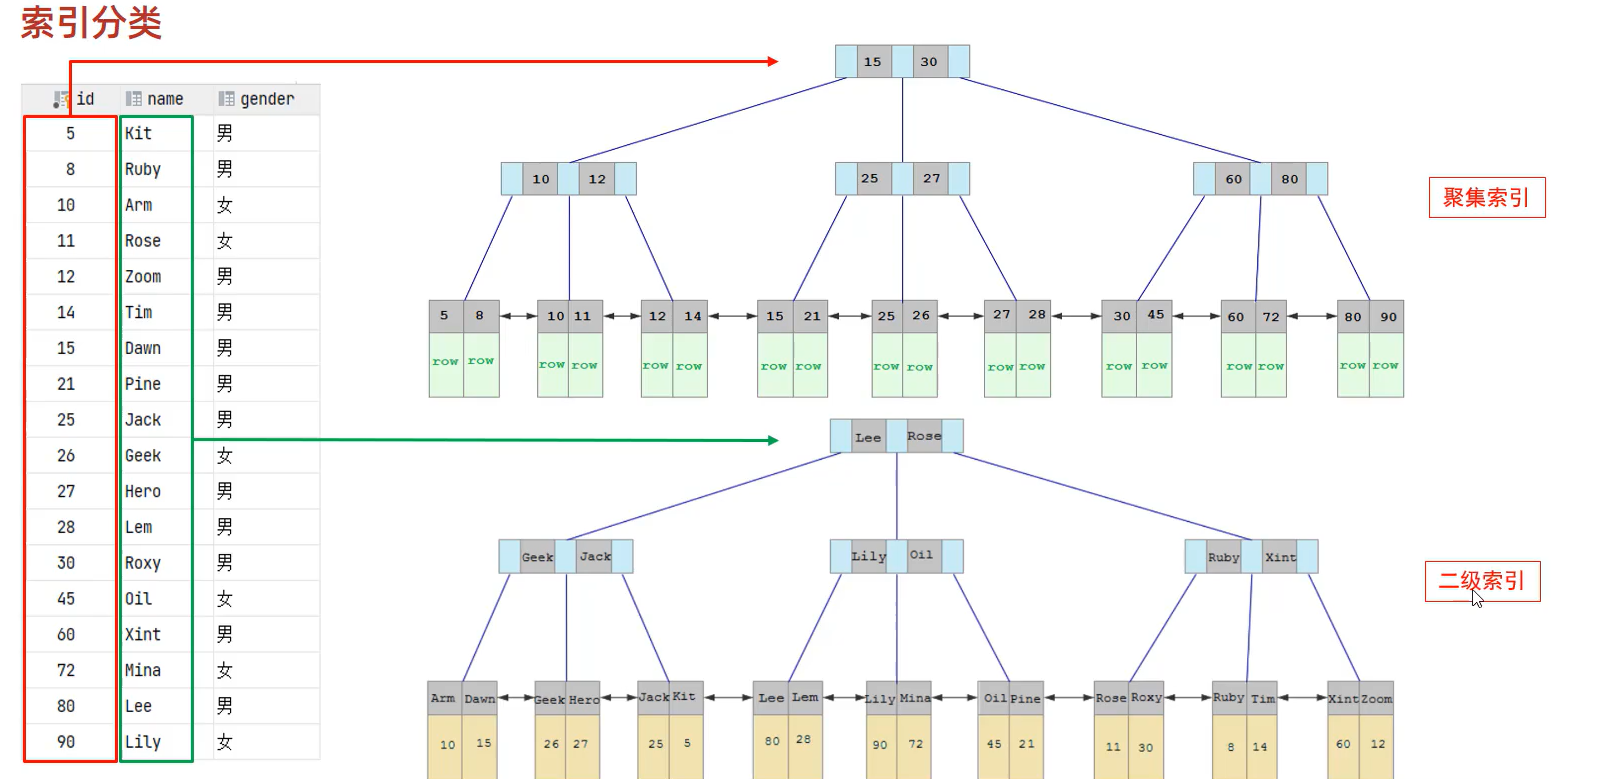 索引分类
id name gender
5 Kit 男
8 Ruby 男
10 Arm 女
11 Rose 女
12 Zoom 男
14 Tim 男
15 Dawn 男
21 Pine 男
25 Jack 男
26 Geek 女
27 Hero 男
28 Lem 男
30 Roxy 男
45 Oil 女
60 Xint 男
72 Mina 女
80 Lee 男
90 Lily 女
15 30
10 12 25 27 60 80
聚集索引
5 8 10 11 12 14 15 21 25 26 27 28 30 45 60 72 80 90
row row row row row row row row row row row row row row row row row row
Lee Rose
Geek Jack Lily Oil Ruby Xint
二级索引
Arm Dawn Geek Hero Jack Kit Lee Lem Lily Mina Oil Pine Rose Roxy Ruby Tim Xint Zoom
10 15 26 27 25 5 80 28 90 72 45 21 11 30 8 14 60 12